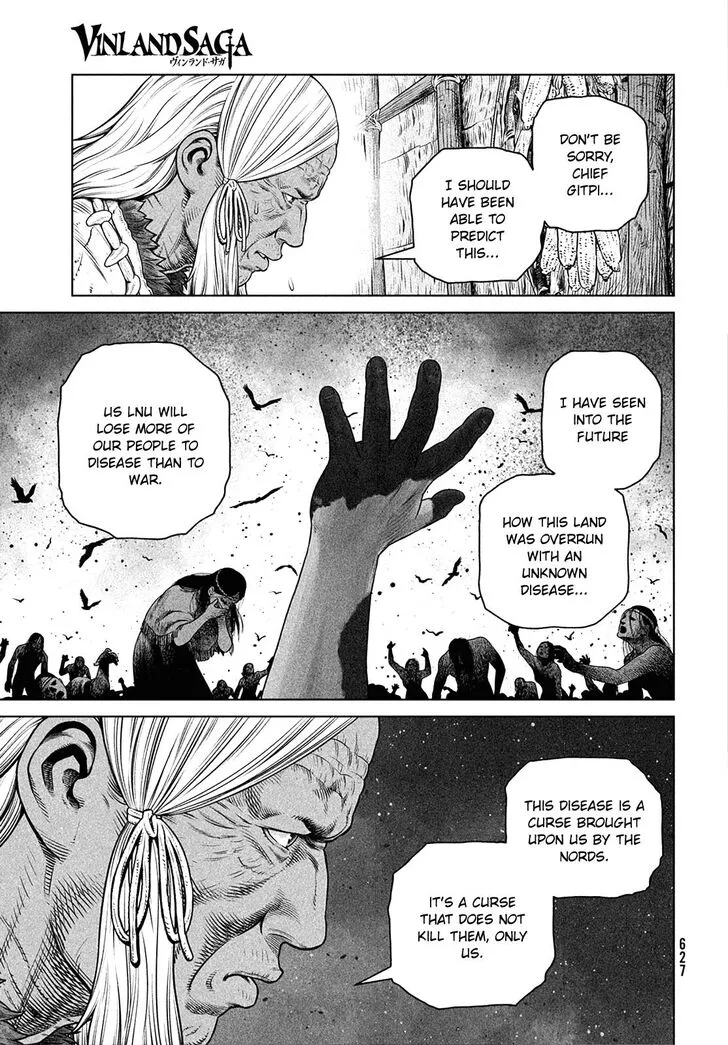 VINLAND SAGA
ヴィンランド・サガ
DON'T BE
SORRY,
CHIEF
GITPI...
I SHOULD
HAVE BEEN
ABLE TO
PREDICT
THIS...
I HAVE SEEN
INTO THE
FUTURE
HOW THIS LAND
WAS OVERRUN
WITH AN
UNKNOWN
DISEASE...
US LNU WILL
LOSE MORE OF
OUR PEOPLE TO
DISEASE THAN TO
WAR.
THIS DISEASE IS A
CURSE BROUGHT
UPON US BY THE
NORDS.
IT'S A CURSE
THAT DOES NOT
KILL THEM, ONLY
US.
627